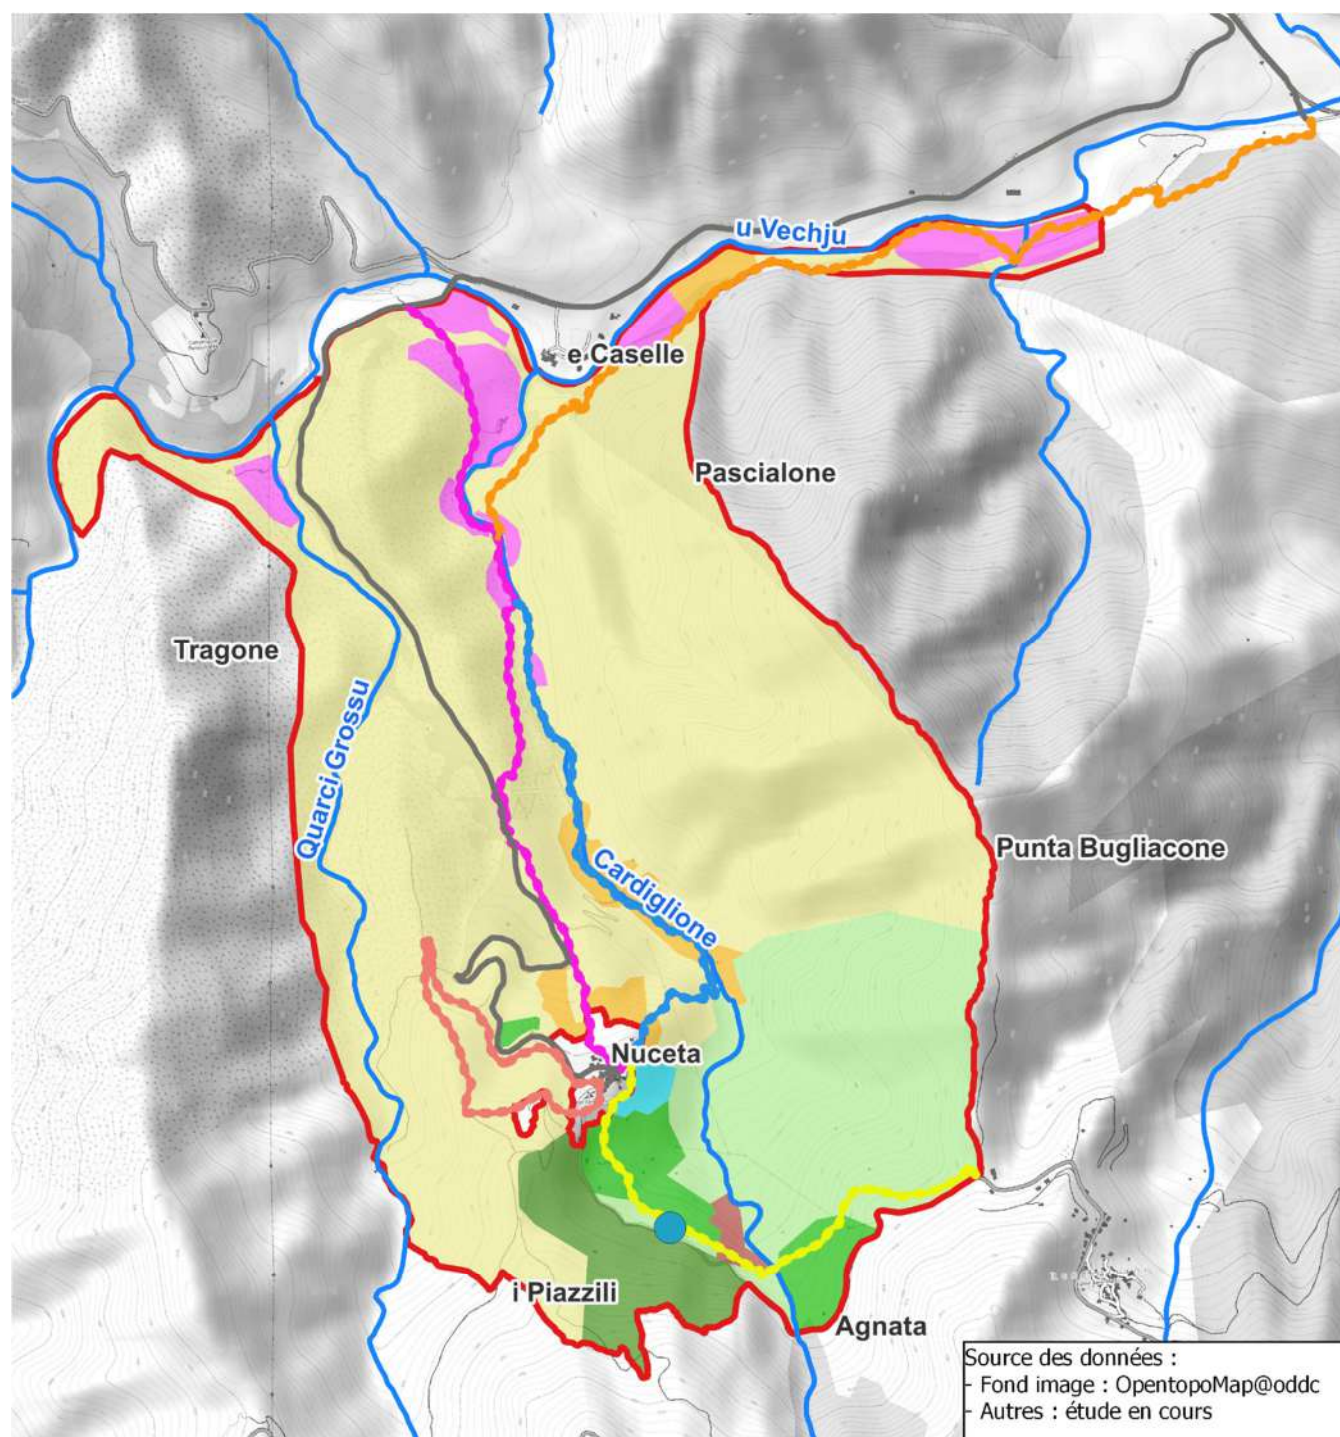 u Vechju
e Caselle
Pascialone
Tragone
Quarci Grossu
Punta Bugliacone
Cardiglione
Nuceta
i Piazzili
Agnata
Source des données :
- Fond image : OpentopoMap@oddc
- Autres : étude en cours